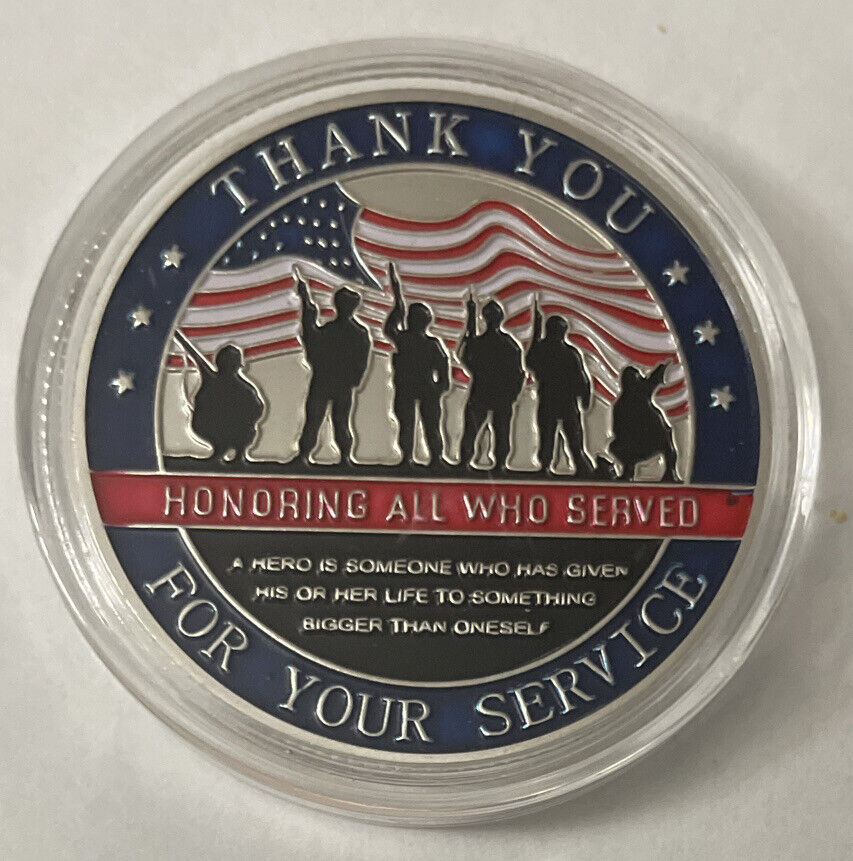 THANK YOU
HONORING ALL WHO SERVED
A HERO IS SOMEONE WHO HAS GIVEN
HIS OR HER LIFE TO SOMETHING
BIGGER THAN ONESELF
FOR YOUR SERVICE